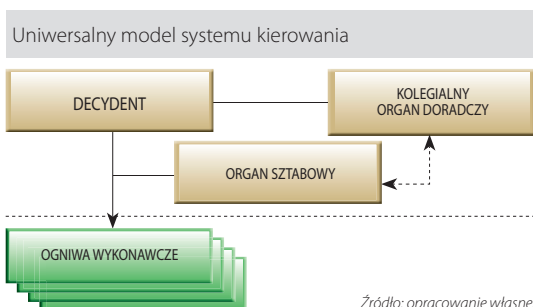 Uniwersalny model systemu kierowania
DECYDENT
KOLEGIALNY
ORGAN DORADCZY
ORGAN SZTABOWY
OGNIWA WYKONAWCZE
Źródło: opracowanie własne